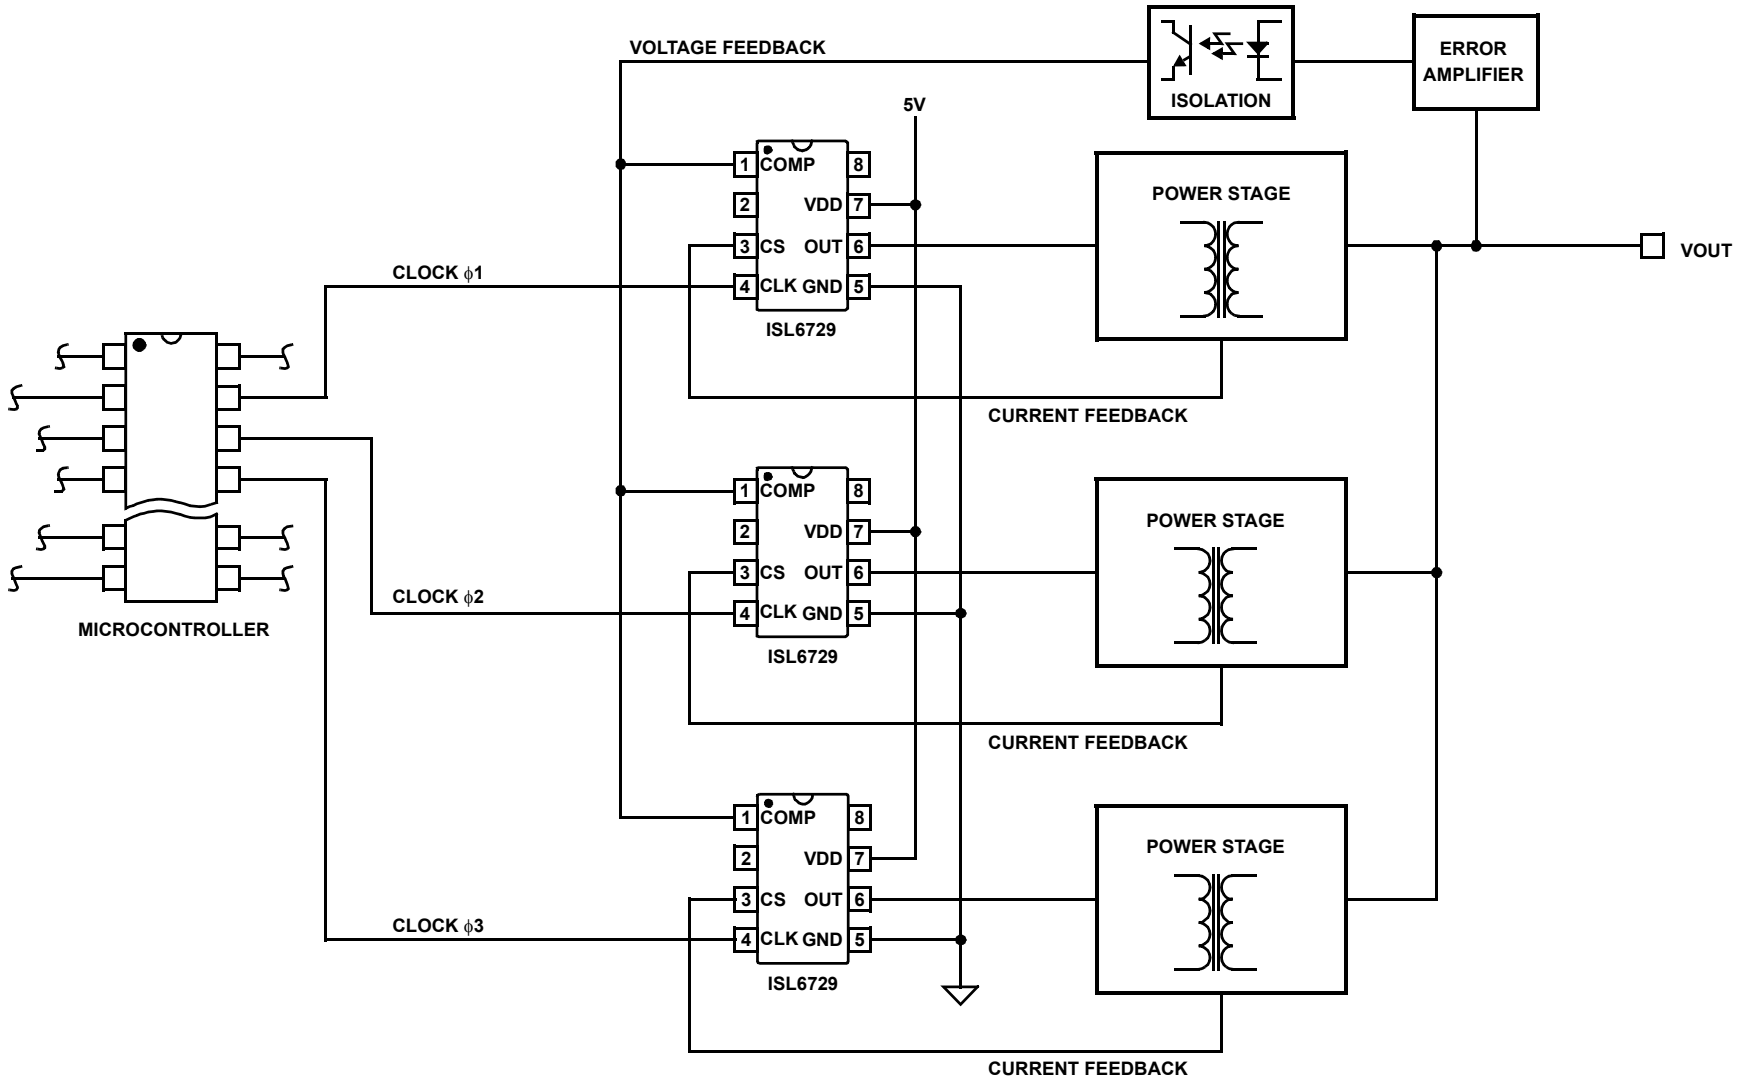 VOLTAGE FEEDBACK
ISOLATION
ERROR
AMPLIFIER
5V
1 COMP 8
2 VDD 7
3 CS OUT 6
4 CLK GND 5
ISL6729
POWER STAGE
VOUT
CLOCK ϕ1
CURRENT FEEDBACK
1 COMP 8
2 VDD 7
3 CS OUT 6
4 CLK GND 5
ISL6729
POWER STAGE
CLOCK ϕ2
MICROCONTROLLER
CURRENT FEEDBACK
1 COMP 8
2 VDD 7
3 CS OUT 6
4 CLK GND 5
ISL6729
POWER STAGE
CLOCK ϕ3
CURRENT FEEDBACK